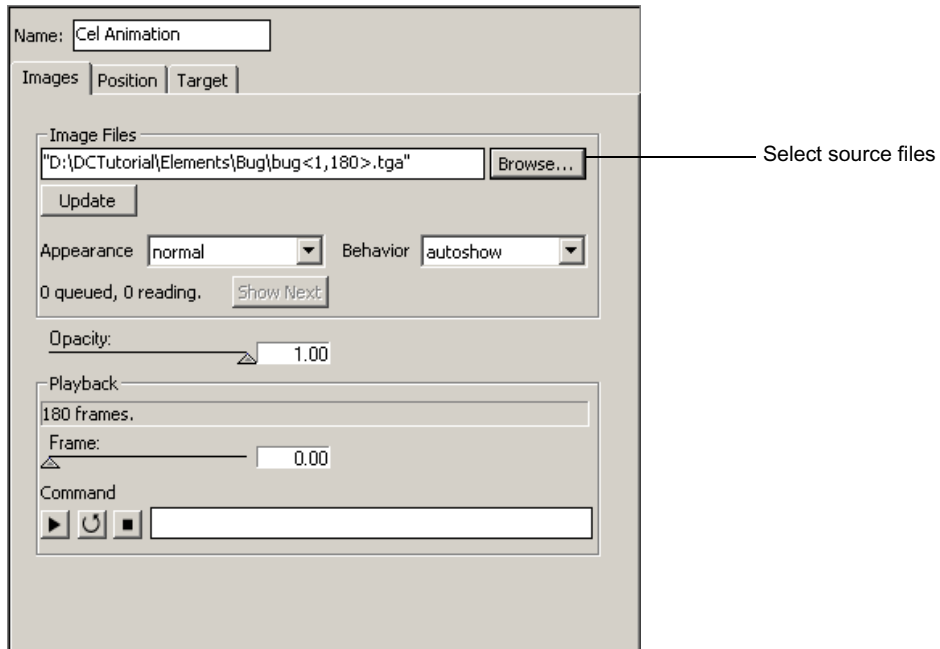 Name: Cel Animation
Images Position Target
Image Files
"D:\DCTutorial\Elements\Bug\bug<1,180>.tga" Browse... Select source files
Update
Appearance normal Behavior autoshow
0 queued, 0 reading. Show Next
Opacity:
1.00
Playback
180 frames.
Frame:
0.00
Command